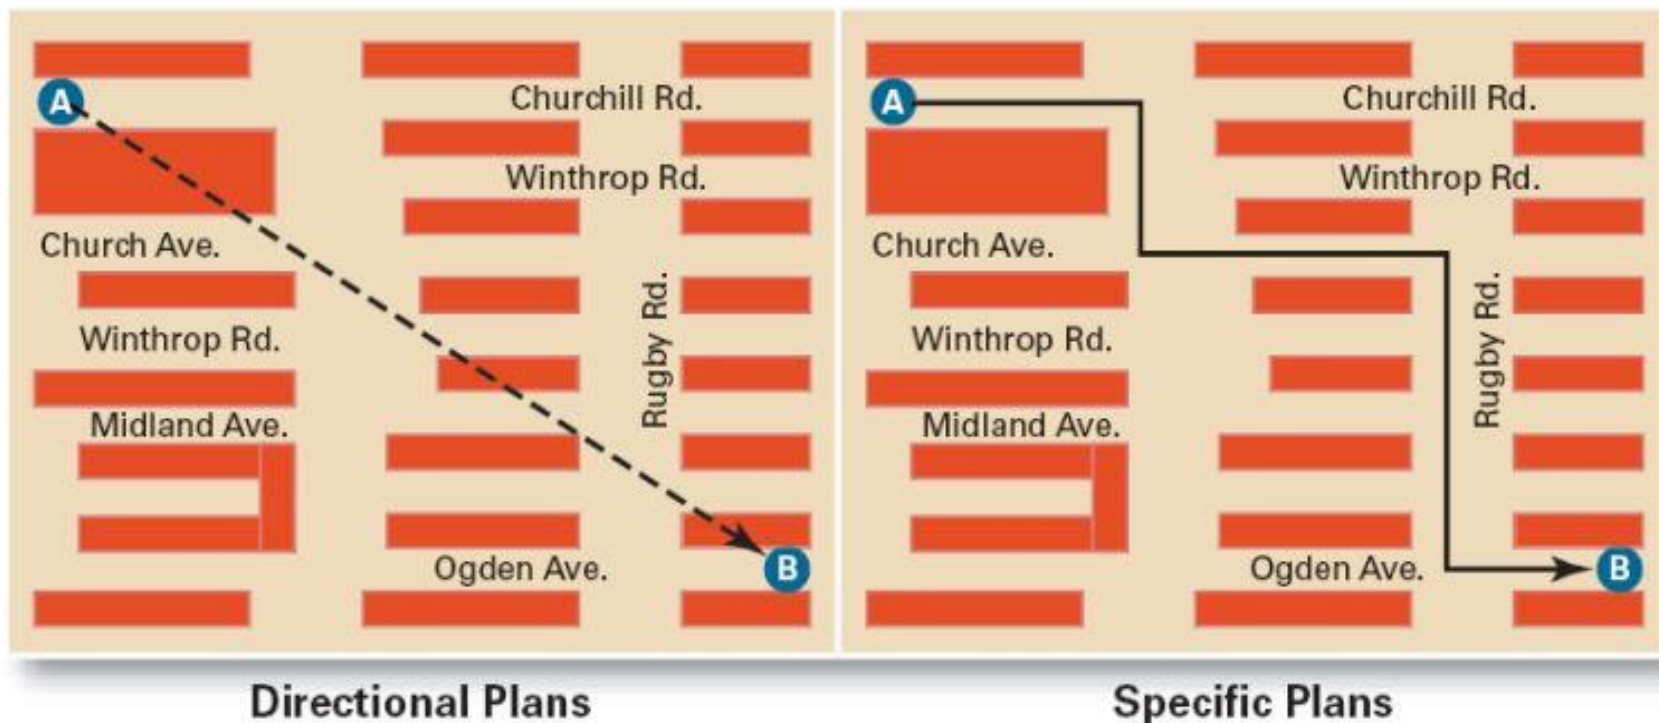 A
Churchill Rd.
Winthrop Rd.
Church Ave.
Winthrop Rd.
Rugby Rd.
Midland Ave.
Ogden Ave.
B
Directional Plans
A
Churchill Rd.
Winthrop Rd.
Church Ave.
Winthrop Rd.
Rugby Rd.
Midland Ave.
Ogden Ave.
B
Specific Plans